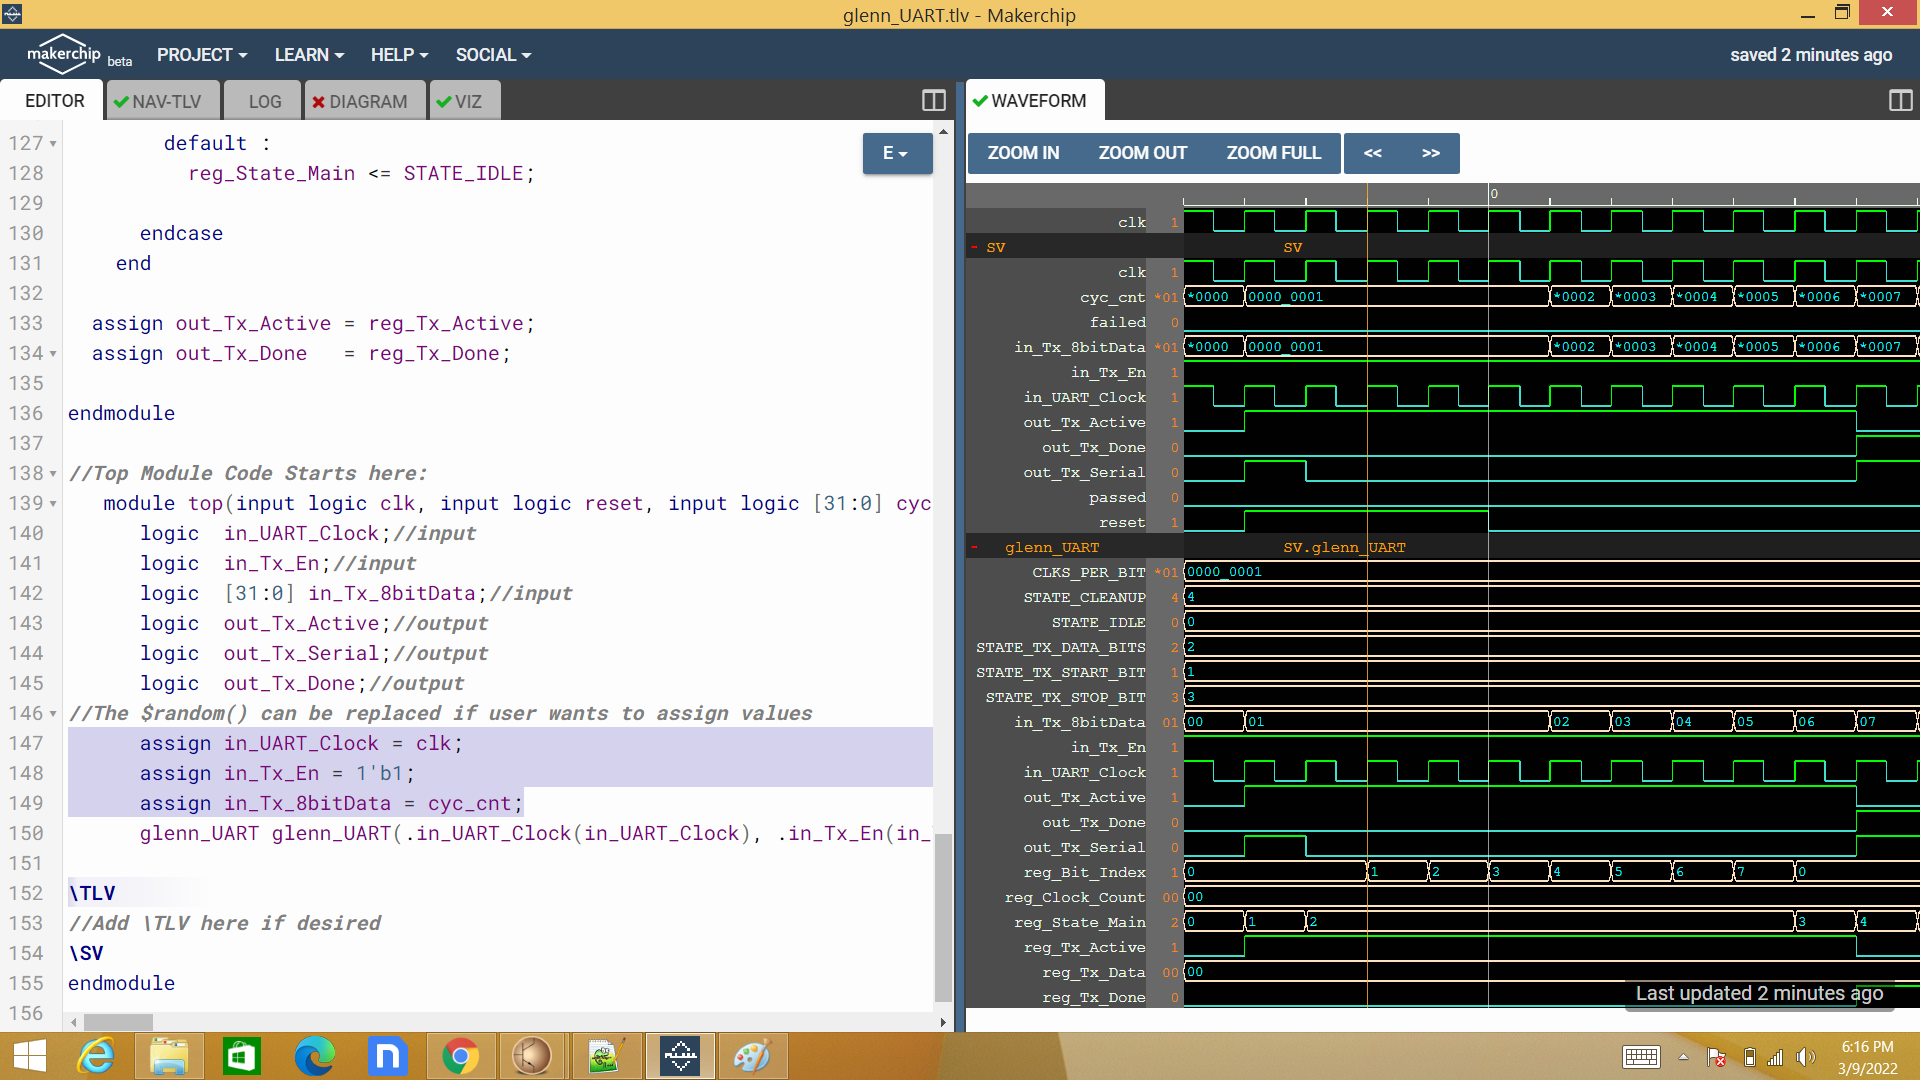 glenn_UART.tlv - Makerchip
makerchip beta PROJECT LEARN HELP SOCIAL saved 2 minutes ago
EDITOR NAV-TLV LOG DIAGRAM VIZ
127 default :
128 reg_State_Main <= STATE_IDLE;
129
130 endcase
131 end
132
133 assign out_Tx_Active = reg_Tx_Active;
134 assign out_Tx_Done   = reg_Tx_Done;
135
136 endmodule
137
138 //Top Module Code Starts here:
139 module top(input logic clk, input logic reset, input logic [31:0] cyc
140 logic  in_UART_Clock;//input
141 logic  in_Tx_En;//input
142 logic  [31:0] in_Tx_8bitData;//input
143 logic  out_Tx_Active;//output
144 logic  out_Tx_Serial;//output
145 logic  out_Tx_Done;//output
146 //The $random() can be replaced if user wants to assign values
147 assign in_UART_Clock = clk;
148 assign in_Tx_En = 1'b1;
149 assign in_Tx_8bitData = cyc_cnt;
150 glenn_UART glenn_UART(.in_UART_Clock(in_UART_Clock), .in_Tx_En(in_
151
152 \TLV
153 //Add \TLV here if desired
154 \SV
155 endmodule
156
E
WAVEFORM
ZOOM IN ZOOM OUT ZOOM FULL << >>
0
clk 1
- SV SV
clk 1
cyc_cnt *01 *0000 0000_0001 *0002 *0003 *0004 *0005 *0006 *0007
failed 0
in_Tx_8bitData *01 *0000 0000_0001 *0002 *0003 *0004 *0005 *0006 *0007
in_Tx_En 1
in_UART_Clock 1
out_Tx_Active 1
out_Tx_Done 0
out_Tx_Serial 0
passed 0
reset 1
- glenn_UART SV.glenn_UART
CLKS_PER_BIT *01 0000_0001
STATE_CLEANUP 4 4
STATE_IDLE 0 0
STATE_TX_DATA_BITS 2 2
STATE_TX_START_BIT 1 1
STATE_TX_STOP_BIT 3 3
in_Tx_8bitData 01 00 01 02 03 04 05 06 07
in_Tx_En 1
in_UART_Clock 1
out_Tx_Active 1
out_Tx_Done 0
out_Tx_Serial 0
reg_Bit_Index 1 0 1 2 3 4 5 6 7 0
reg_Clock_Count 00 00
reg_State_Main 2 0 1 2 3 4
reg_Tx_Active 1
reg_Tx_Data 00 00
reg_Tx_Done 0
Last updated 2 minutes ago
6:16 PM
3/9/2022